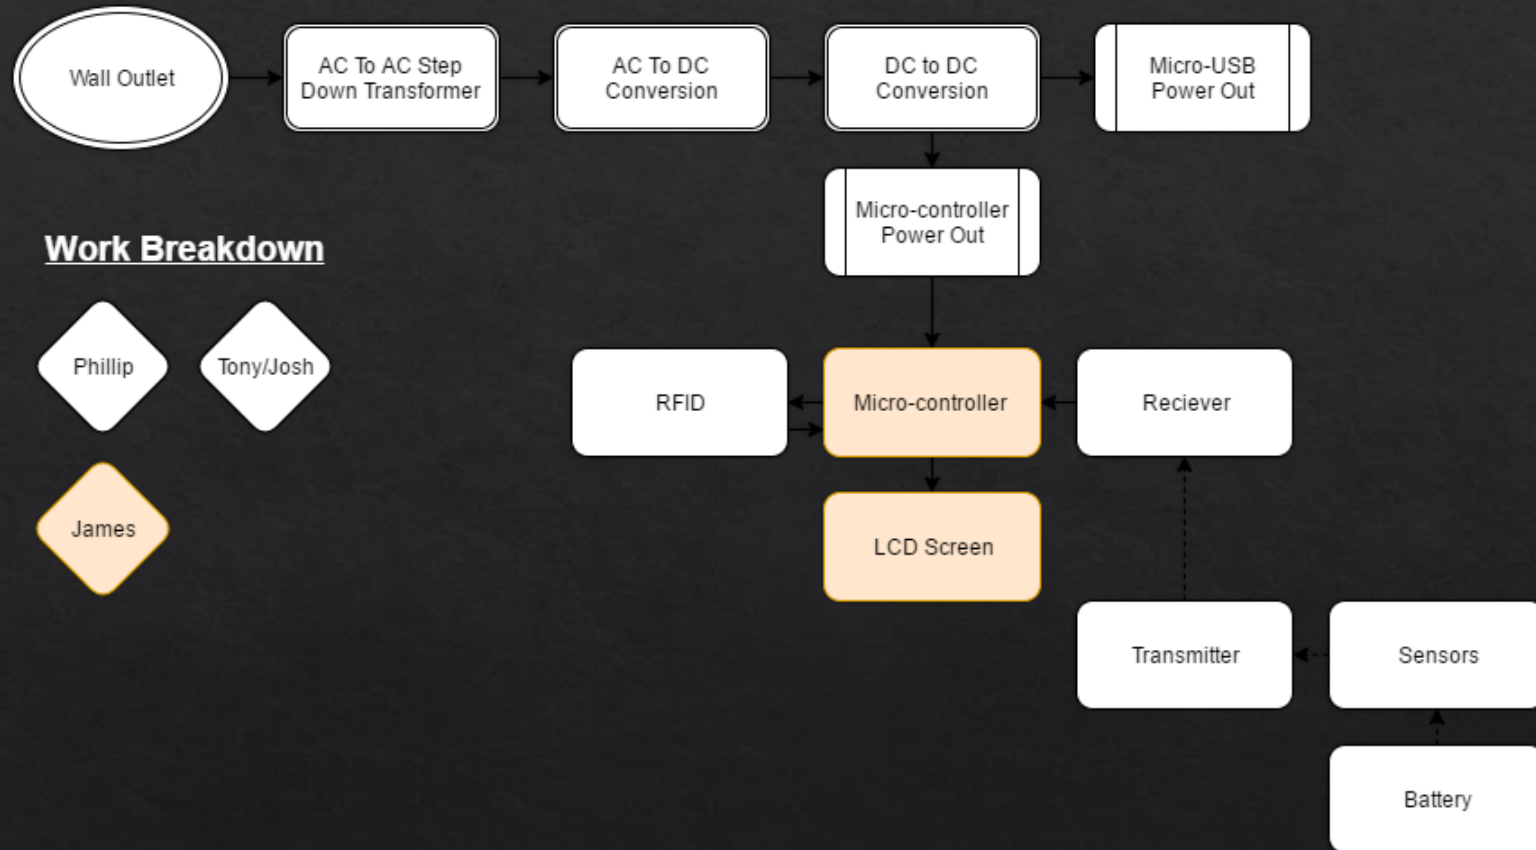 Wall Outlet
AC To AC Step
Down Transformer
AC To DC
Conversion
DC to DC
Conversion
Micro-USB
Power Out
Micro-controller
Power Out
Work Breakdown
Phillip
Tony/Josh
RFID
Micro-controller
Reciever
James
LCD Screen
Transmitter
Sensors
Battery